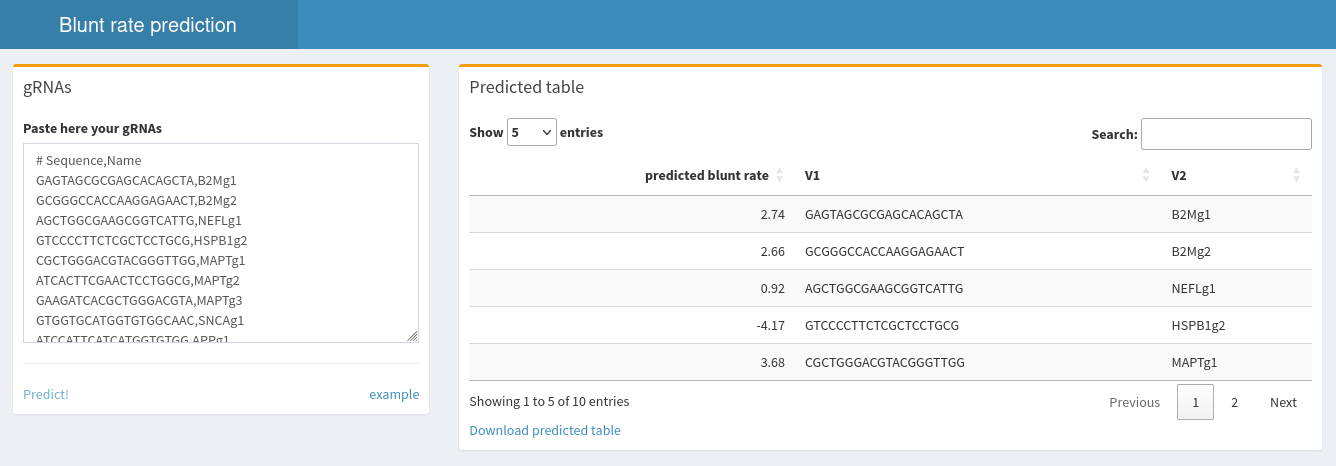 Blunt rate prediction
gRNAs
Paste here your gRNAs
# Sequence,Name
GAGTAGCGCGAGCACAGCTA,B2Mg1
GCGGGCCACCAAGGAGAACT,B2Mg2
AGCTGGCGAAGCGGTCATTG,NEFLg1
GTCCCCTTCTCGCTCCTGCG,HSPB1g2
CGCTGGGACGTACGGGTTGG,MAPTg1
ATCACTTCGAACTCCTGGCG,MAPTg2
GAAGATCACGCTGGGACGTA,MAPTg3
GTGGTGCATGGTGTGGCAAC,SNCAg1
ATCCATTCATCATGGTGTGG,APPg1
Predict! example
Predicted table
Show 5 entries Search:
predicted blunt rate V1 V2
2.74 GAGTAGCGCGAGCACAGCTA B2Mg1
2.66 GCGGGCCACCAAGGAGAACT B2Mg2
0.92 AGCTGGCGAAGCGGTCATTG NEFLg1
-4.17 GTCCCCTTCTCGCTCCTGCG HSPB1g2
3.68 CGCTGGGACGTACGGGTTGG MAPTg1
Showing 1 to 5 of 10 entries Previous 1 2 Next
Download predicted table